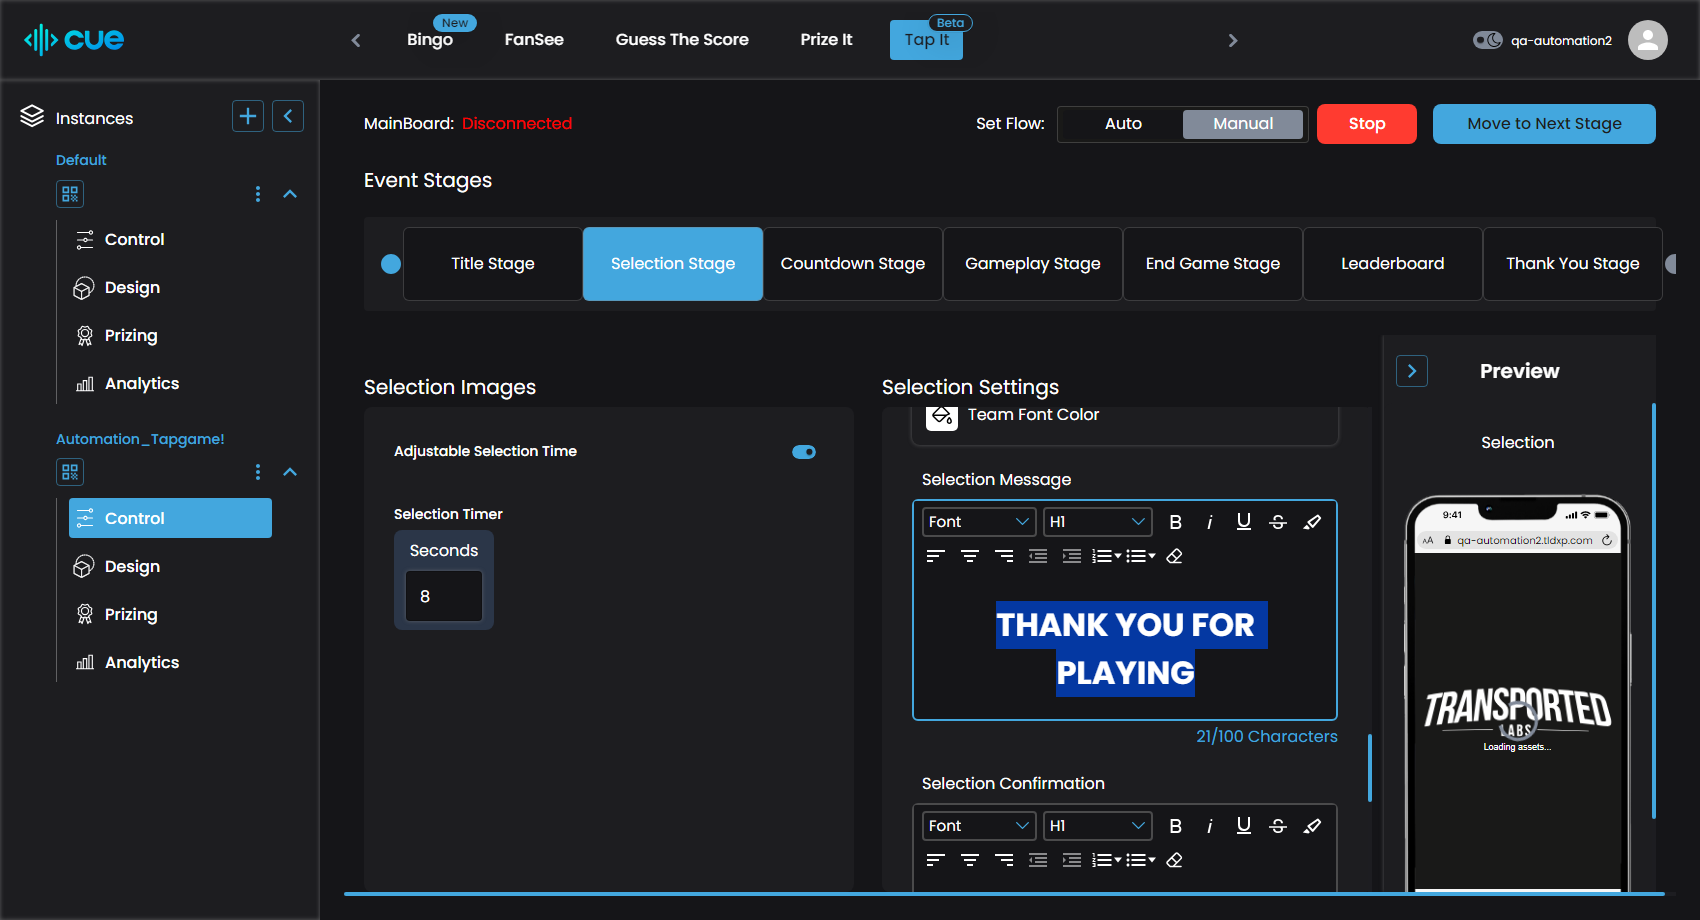 cue
Bingo
New
FanSee
Guess The Score
Prize It
Tap It
Beta
qa-automation2
Instances
Default
Control
Design
Prizing
Analytics
Automation_Tapgame!
Control
Design
Prizing
Analytics
MainBoard: Disconnected
Set Flow:
Auto
Manual
Stop
Move to Next Stage
Event Stages
Title Stage
Selection Stage
Countdown Stage
Gameplay Stage
End Game Stage
Leaderboard
Thank You Stage
Selection Images
Adjustable Selection Time
Selection Timer
Seconds
8
Selection Settings
Team Font Color
Selection Message
Font
H1
B
i
U
S
THANK YOU FOR
PLAYING
21/100 Characters
Selection Confirmation
Font
H1
B
i
U
S
Preview
Selection
9:41
AA
qa-automation2.tldxp.com
TRANSPORTED
LABS
Loading assets...